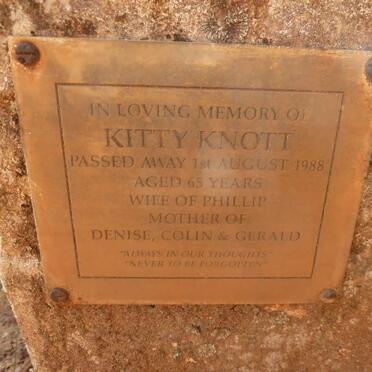 IN LOVING MEMORY OF
KITTY KNOTT
PASSED AWAY 1st AUGUST 1988
AGED 65 YEARS
WIFE OF PHILLIP
MOTHER OF
DENISE, COLIN & GERALD
"ALWAYS IN OUR THOUGHTS"
"NEVER TO BE FORGOTTEN"